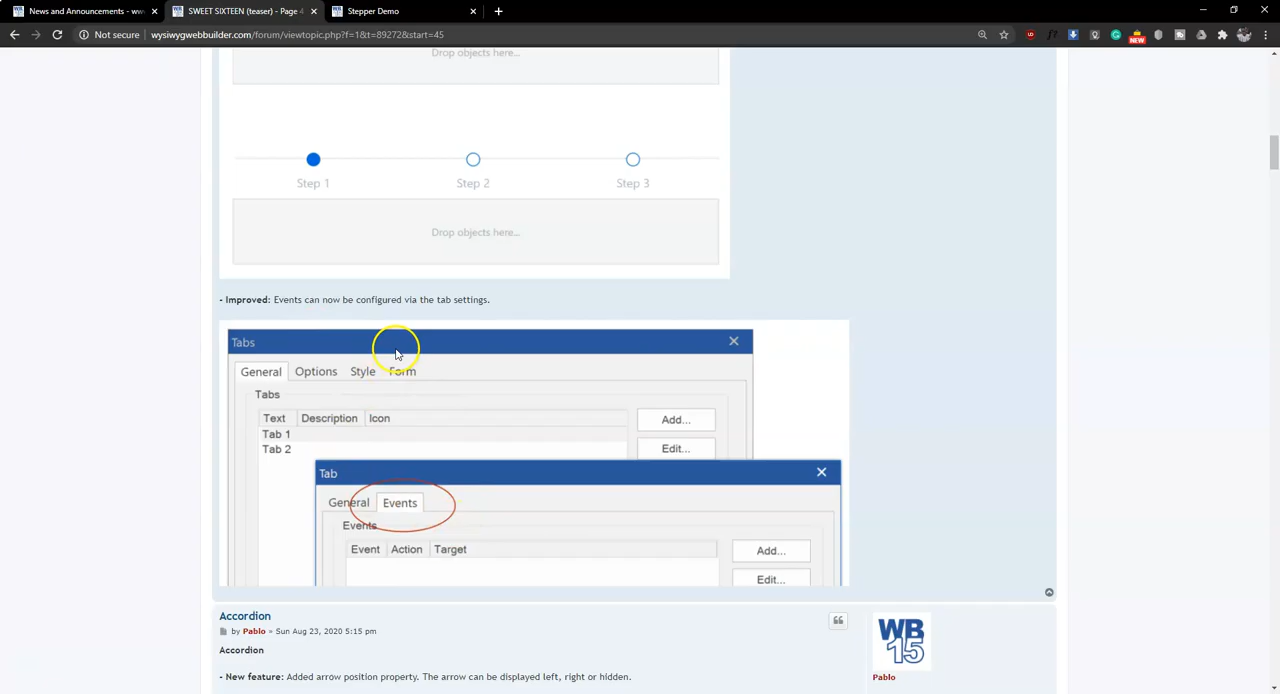 News and Announcements - www
SWEET SIXTEEN (teaser) - Page 4
Stepper Demo
Not secure
wysiwygwebbuilder.com/forum/viewtopic.php?f=1&t=89272&start=45
NEW
Drop objects here...
Step 1
Step 2
Step 3
Drop objects here...
- Improved: Events can now be configured via the tab settings.
Tabs
General
Options
Style
Form
Tabs
Text
Description
Icon
Add...
Tab 1
Tab 2
Edit...
Tab
General
Events
Events
Event
Action
Target
Add...
Edit...
Accordion
by Pablo » Sun Aug 23, 2020 5:15 pm
Accordion
- New feature: Added arrow position property. The arrow can be displayed left, right or hidden.
WB
15
Pablo